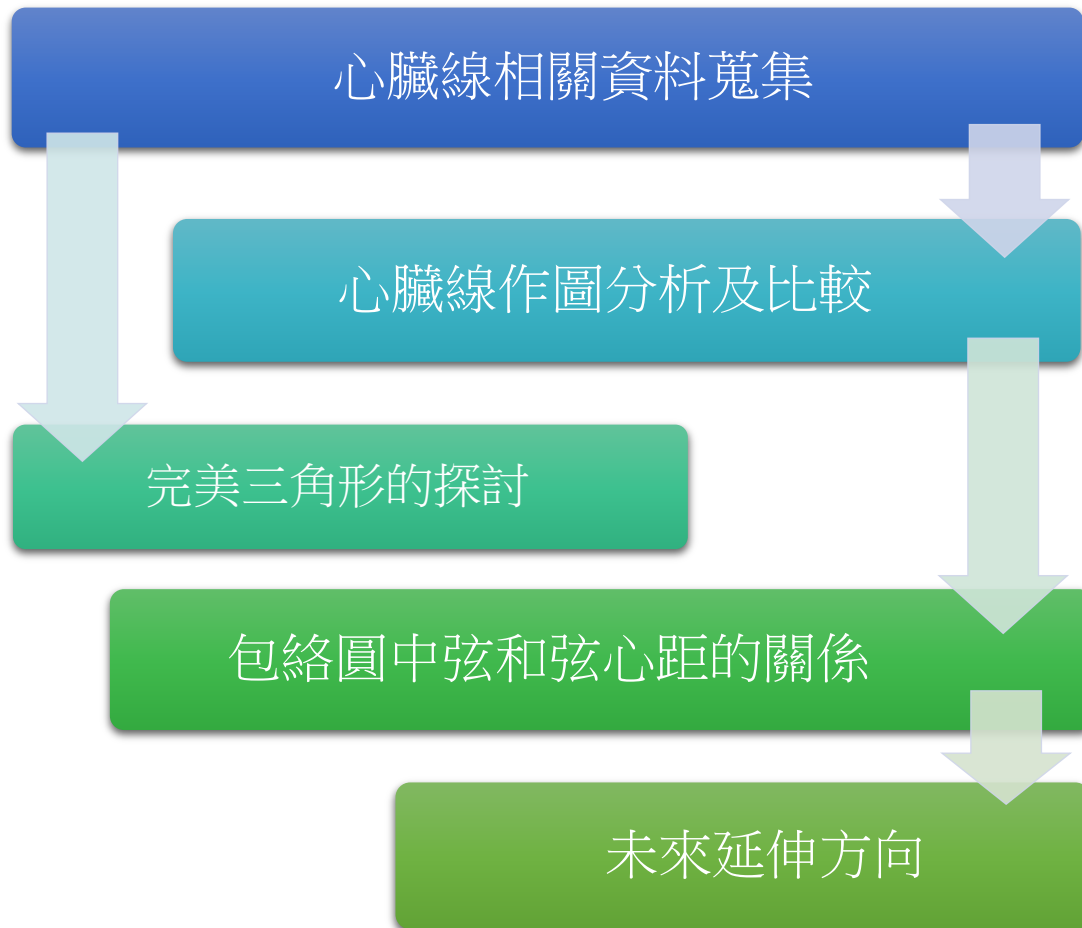 心臟線相關資料蒐集
心臟線作圖分析及比較
完美三角形的探討
包絡圓中弦和弦心距的關係
未來延伸方向